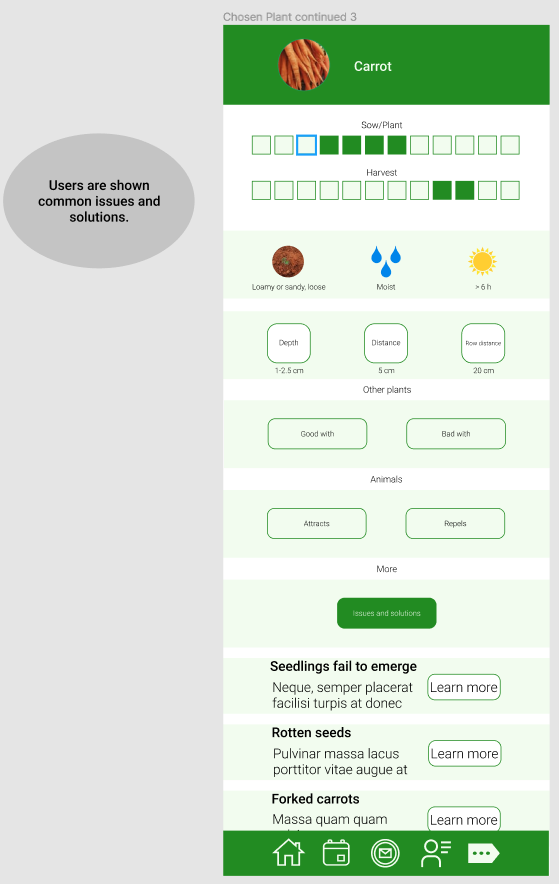 Chosen Plant continued 3
Carrot
Users are shown
common issues and
solutions.
Sow/Plant
Harvest
Loamy or sandy, loose
Moist
> 6 h
Depth
Distance
Row distance
1-2.5 cm
5 cm
20 cm
Other plants
Good with
Bad with
Animals
Attracts
Repels
More
Issues and solutions
Seedlings fail to emerge
Neque, semper placerat
facilisi turpis at donec
Learn more
Rotten seeds
Pulvinar massa lacus
porttitor vitae augue at
Learn more
Forked carrots
Massa quam quam
Learn more